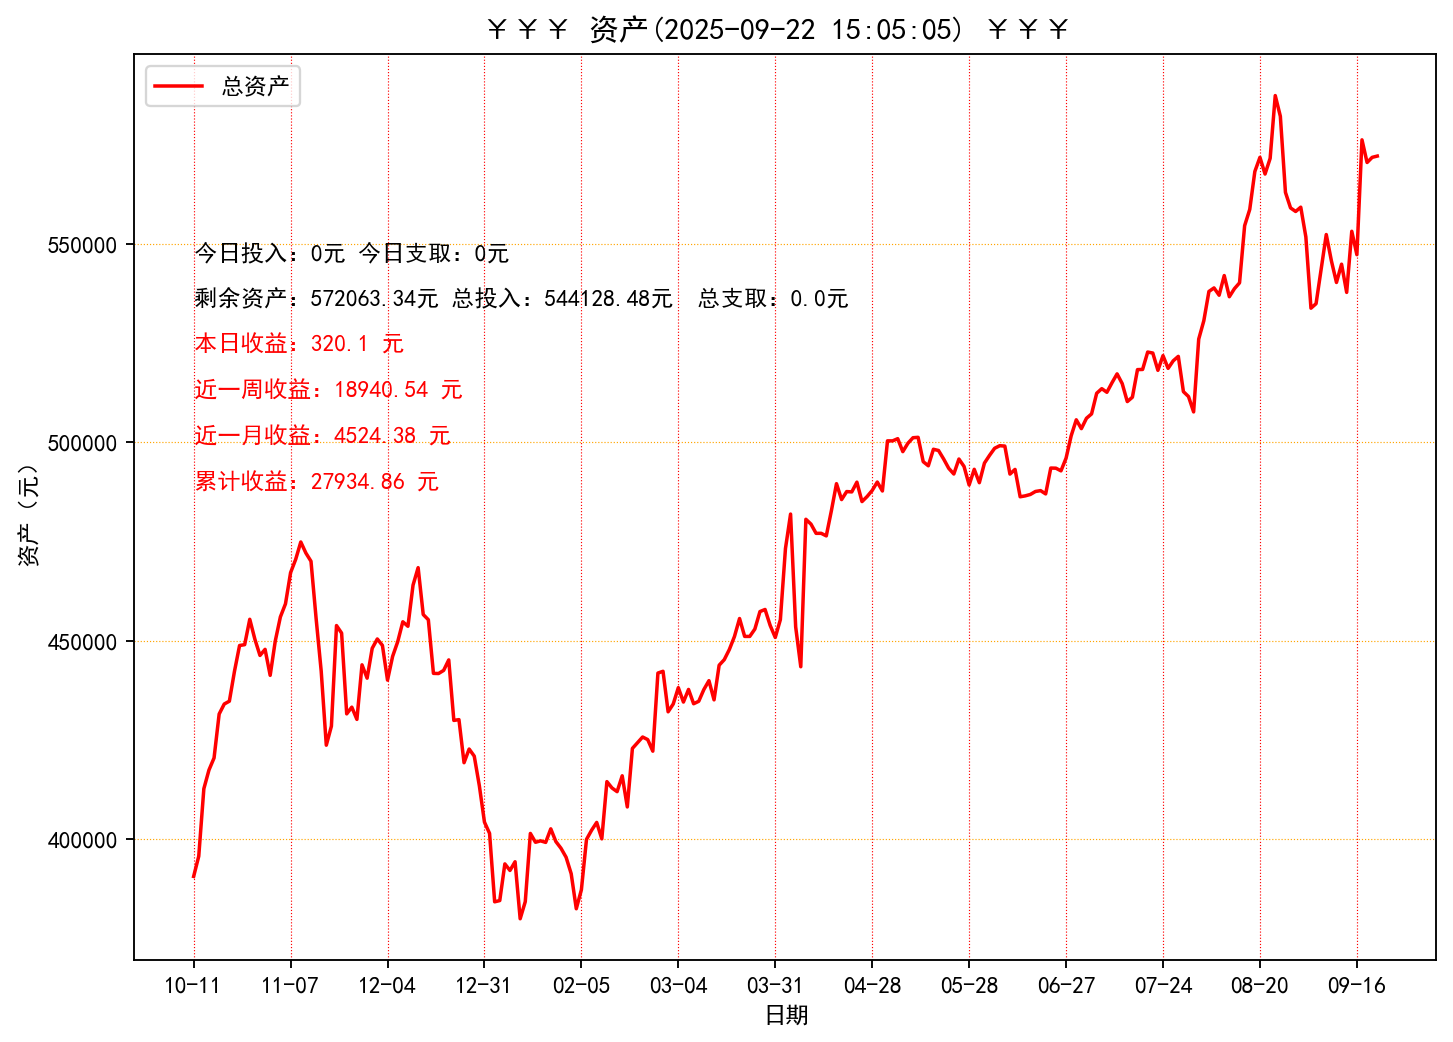 ￥￥￥ 资产(2025-09-22 15:05:05) ￥￥￥
总资产
今日投入：0元 今日支取：0元
剩余资产：572063.34元 总投入：544128.48元  总支取：0.0元
本日收益：320.1 元
近一周收益：18940.54 元
近一月收益：4524.38 元
累计收益：27934.86 元
资产（元）
550000
500000
450000
400000
10-11 11-07 12-04 12-31 02-05 03-04 03-31 04-28 05-28 06-27 07-24 08-20 09-16
日期